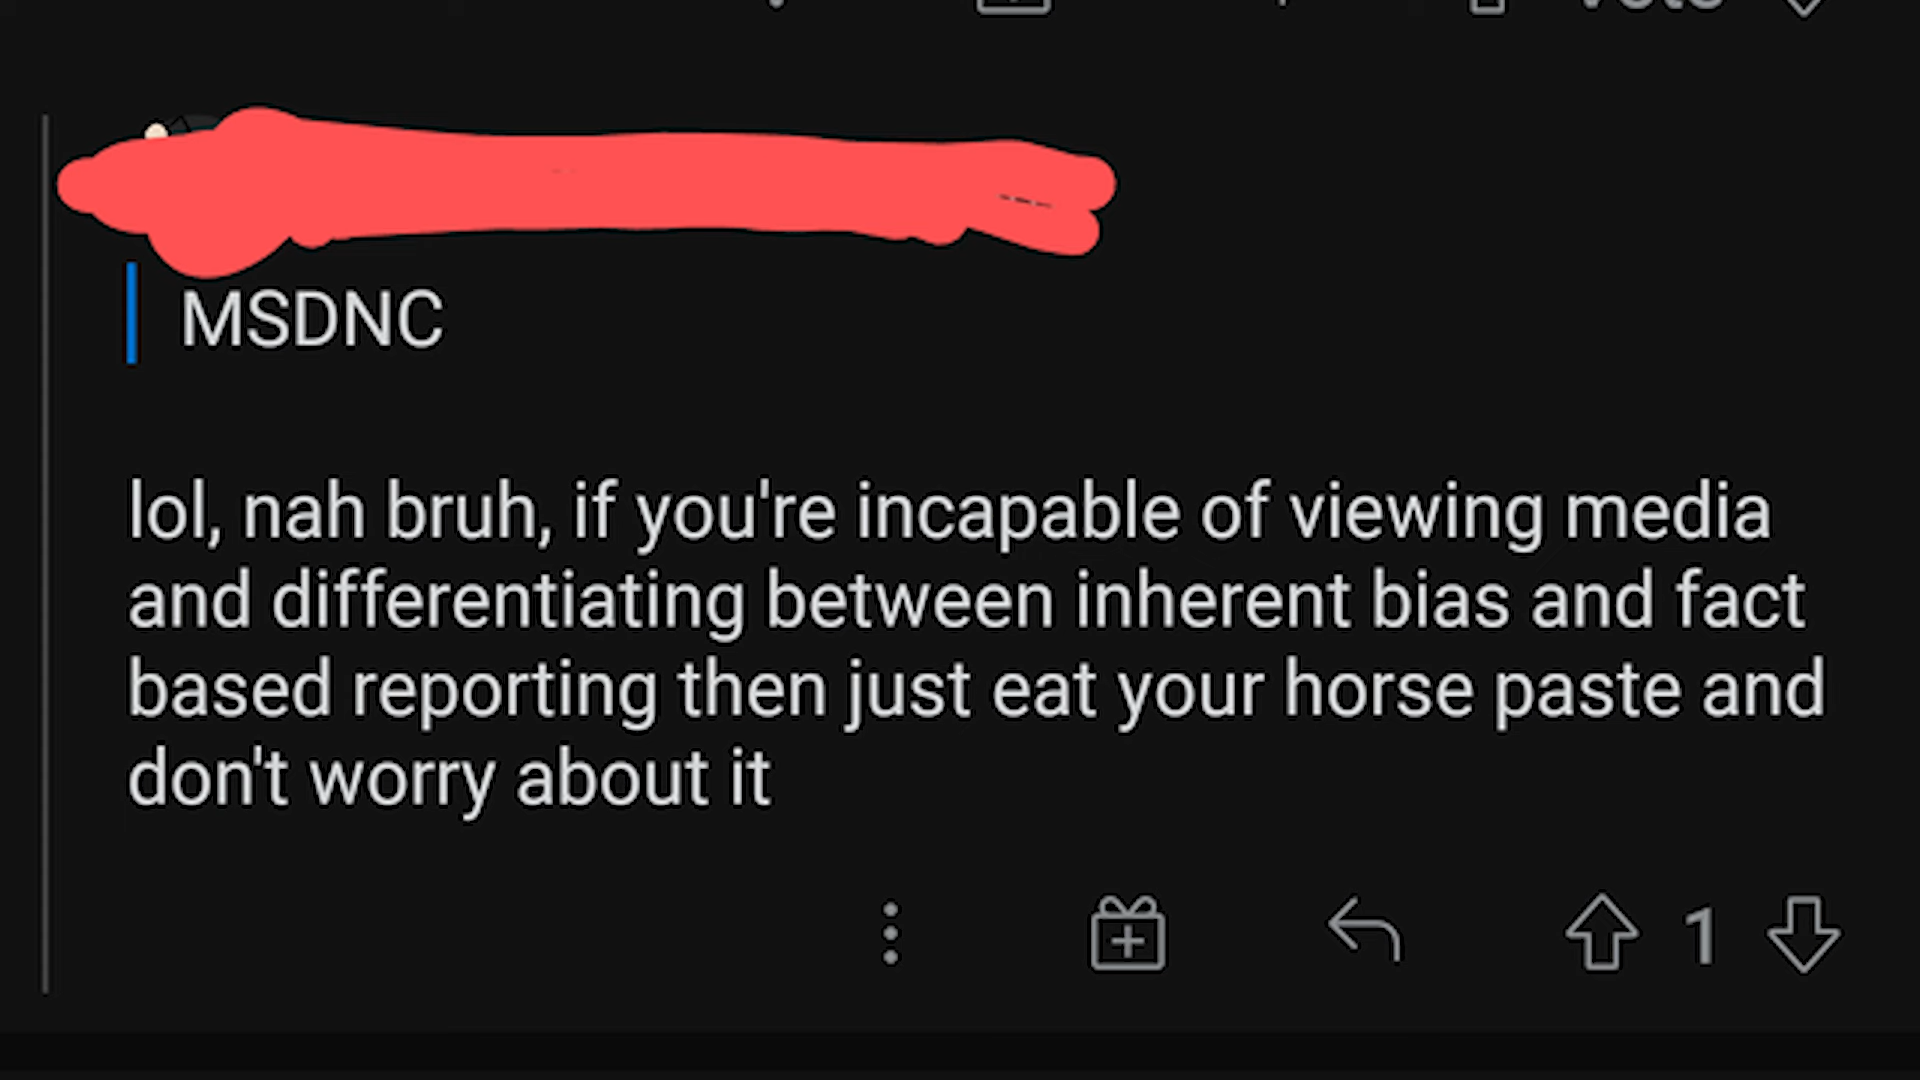 MSDNC
lol, nah bruh, if you're incapable of viewing media
and differentiating between inherent bias and fact
based reporting then just eat your horse paste and
don't worry about it
1